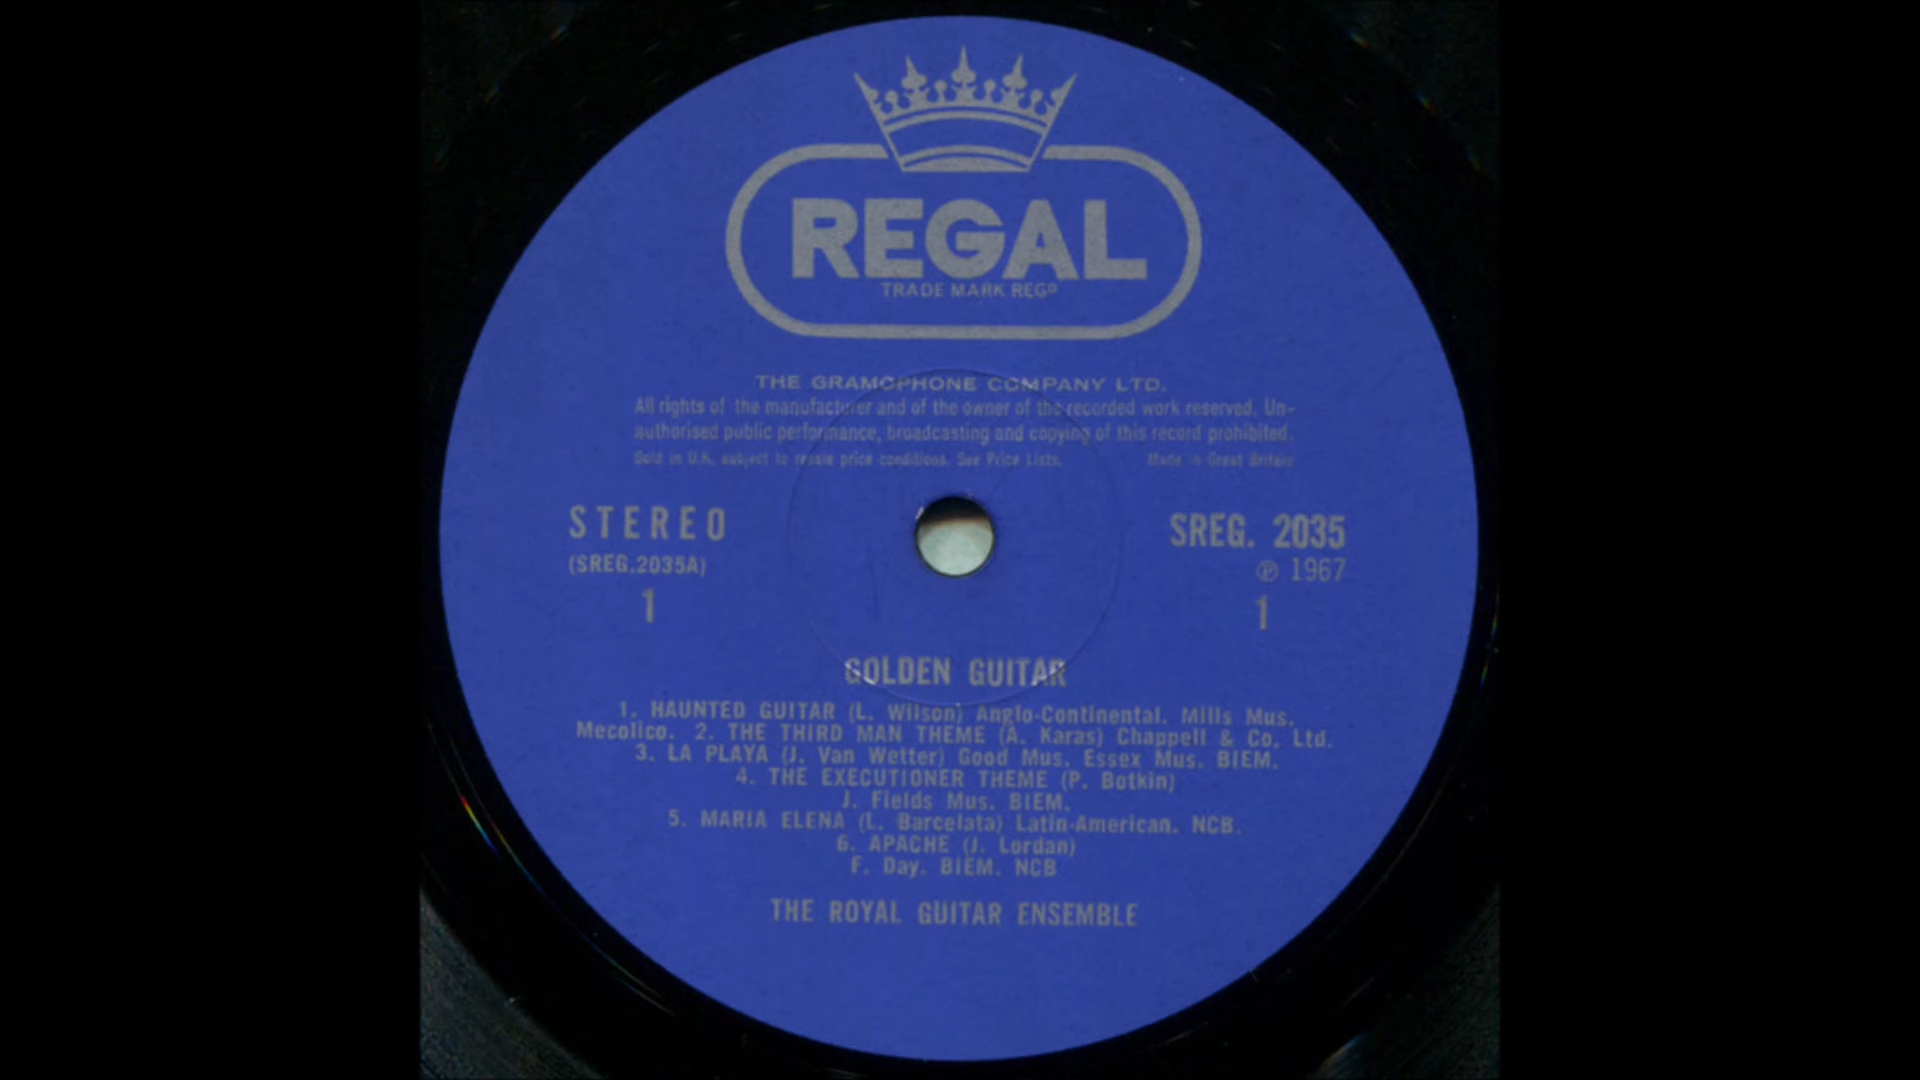 REGAL
TRADE MARK REGD
THE GRAMOPHONE COMPANY LTD.
All rights of the manufacturer and of the owner of the recorded work reserved. Un-
authorised public performance, broadcasting and copying of this record prohibited.
Sold in U.K. subject to resale price conditions. See Price Lists. Made in Great Britain
STEREO
(SREG.2035A)
1
SREG. 2035
℗ 1967
1
GOLDEN GUITAR
1. HAUNTED GUITAR (L. Wilson) Anglo-Continental. Mills Mus.
Mecolico. 2. THE THIRD MAN THEME (A. Karas) Chappell & Co. Ltd.
3. LA PLAYA (J. Van Wetter) Good Mus. Essex Mus. BIEM.
4. THE EXECUTIONER THEME (P. Botkin)
J. Fields Mus. BIEM.
5. MARIA ELENA (L. Barcelata) Latin-American. NCB.
6. APACHE (J. Lordan)
F. Day. BIEM. NCB
THE ROYAL GUITAR ENSEMBLE